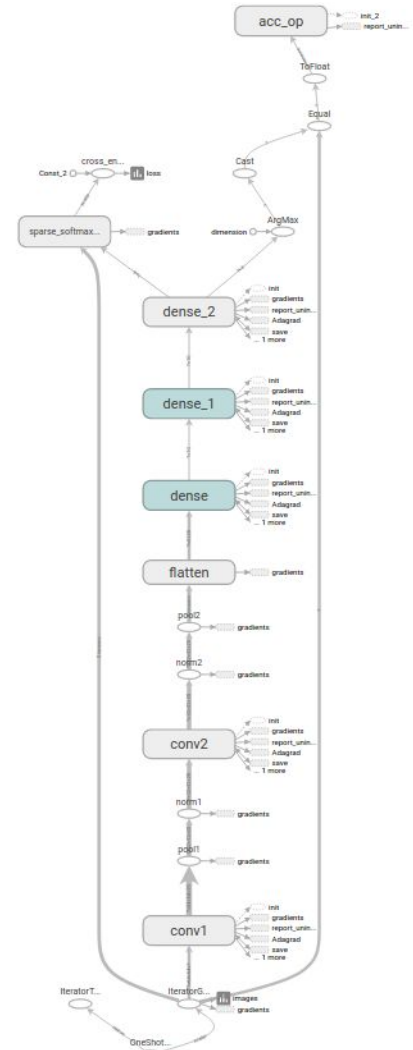 acc_op
init_2
report_unin...
ToFloat
Equal
cross_en...
Const_2
loss
Cast
sparse_softmax...
gradients
dimension
ArgMax
dense_2
init
gradients
report_unin...
Adagrad
save
... 1 more
dense_1
init
gradients
report_unin...
Adagrad
save
... 1 more
dense
init
gradients
report_unin...
Adagrad
save
... 1 more
flatten
gradients
pool2
gradients
norm2
gradients
conv2
init
gradients
report_unin...
Adagrad
save
... 1 more
norm1
gradients
pool1
gradients
conv1
init
gradients
report_unin...
Adagrad
save
... 1 more
IteratorT...
IteratorG...
images
gradients
OneShot...